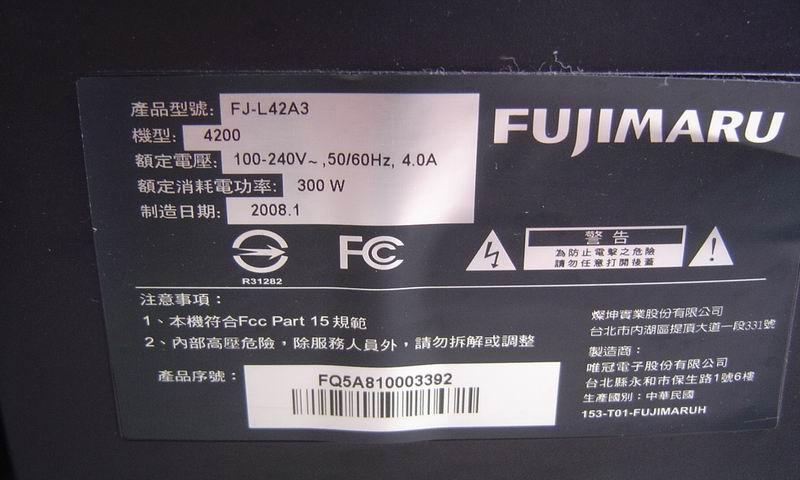 產品型號: FJ-L42A3
FUJIMARU
機型: 4200
額定電壓: 100-240V~,50/60Hz, 4.0A
額定消耗電功率: 300 W
制造日期: 2008.1
R31282
FC
警告
為防止電擊之危險
請勿任意打開後蓋
注意事項：
1、本機符合Fcc Part 15規範
2、內部高壓危險，除服務人員外，請勿拆解或調整
產品序號：
FQ5A810003392
燦坤實業股份有限公司
台北市內湖區提頂大道一段331號
製造商：
唯冠電子股份有限公司
台北縣永和市保生路1號6樓
生產國別：中華民國
153-T01-FUJIMARUH